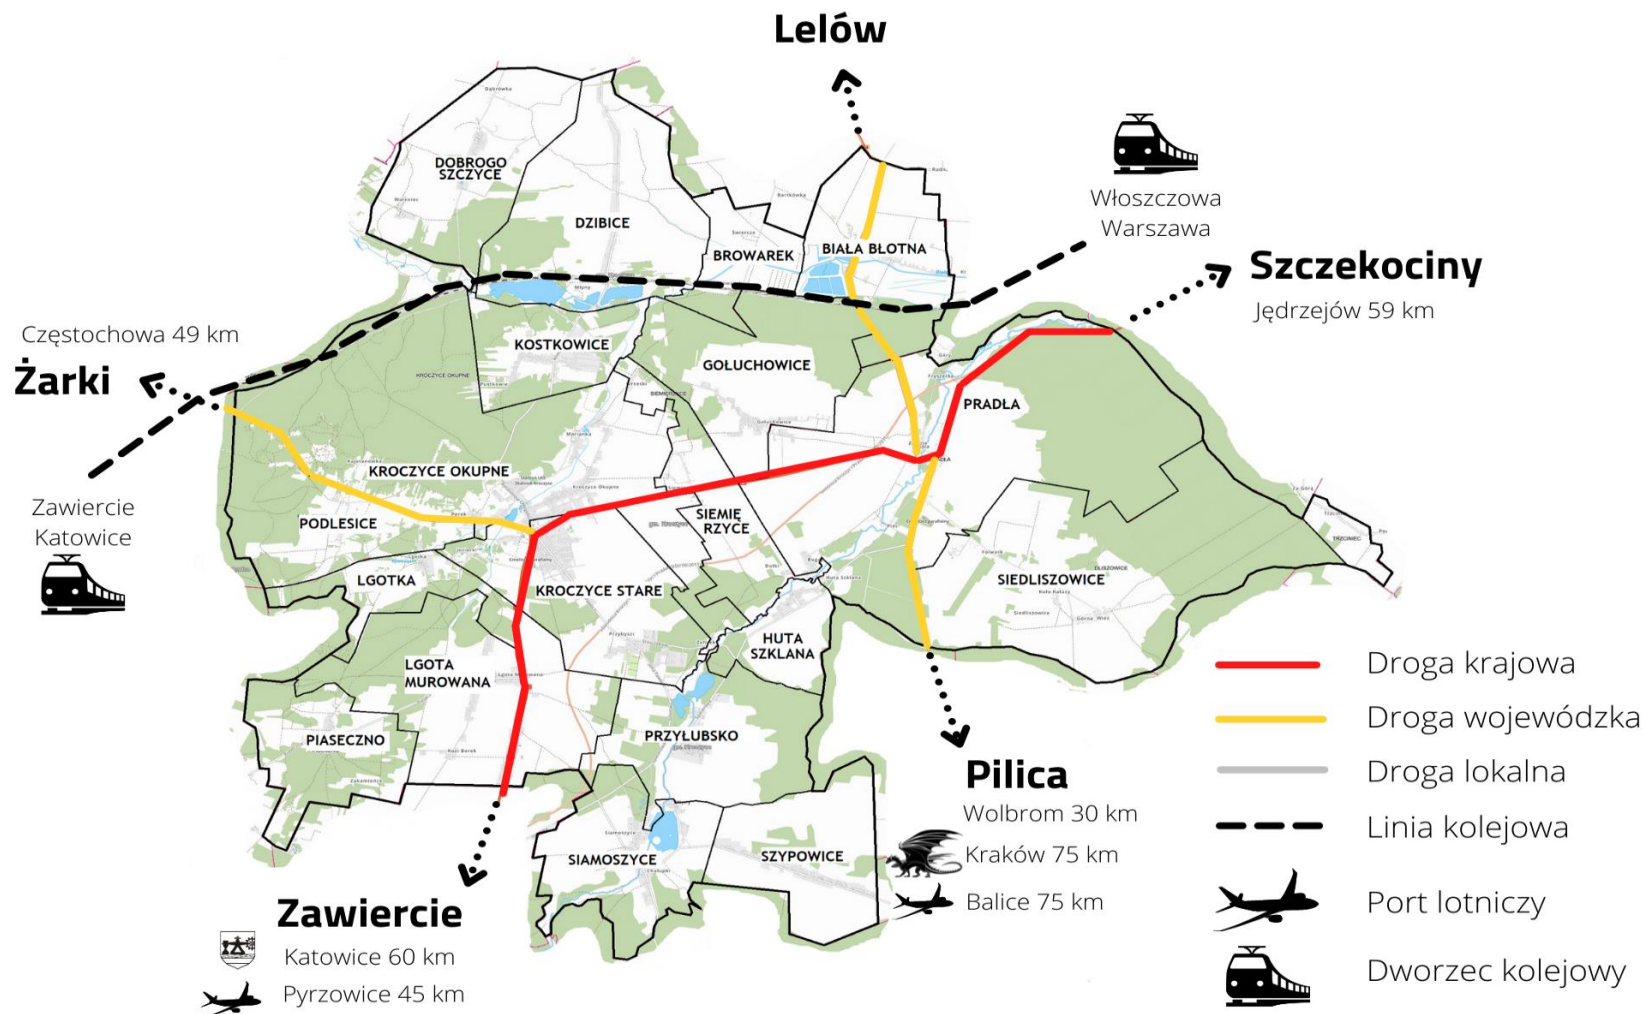 Lelów
Włoszczowa
Warszawa
Szczekociny
Jędrzejów 59 km
DOBROGO
SZCZYCE
DZIBICE
BROWAREK
BIAŁA BŁOTNA
Częstochowa 49 km
Żarki
KOSTKOWICE
GOŁUCHOWICE
PRADŁA
KROCZYCE OKUPNE
Zawiercie
Katowice
PODLESICE
SIEMIĘ
RZYCE
LGOTKA
KROCZYCE STARE
SIEDLISZOWICE
HUTA
SZKLANA
LGOTA
MUROWANA
PIASECZNO
PRZYŁUBSKO
SIAMOSZYCE
SZYPOWICE
Pilica
Wolbrom 30 km
Kraków 75 km
Balice 75 km
Zawiercie
Katowice 60 km
Pyrzowice 45 km
Droga krajowa
Droga wojewódzka
Droga lokalna
Linia kolejowa
Port lotniczy
Dworzec kolejowy